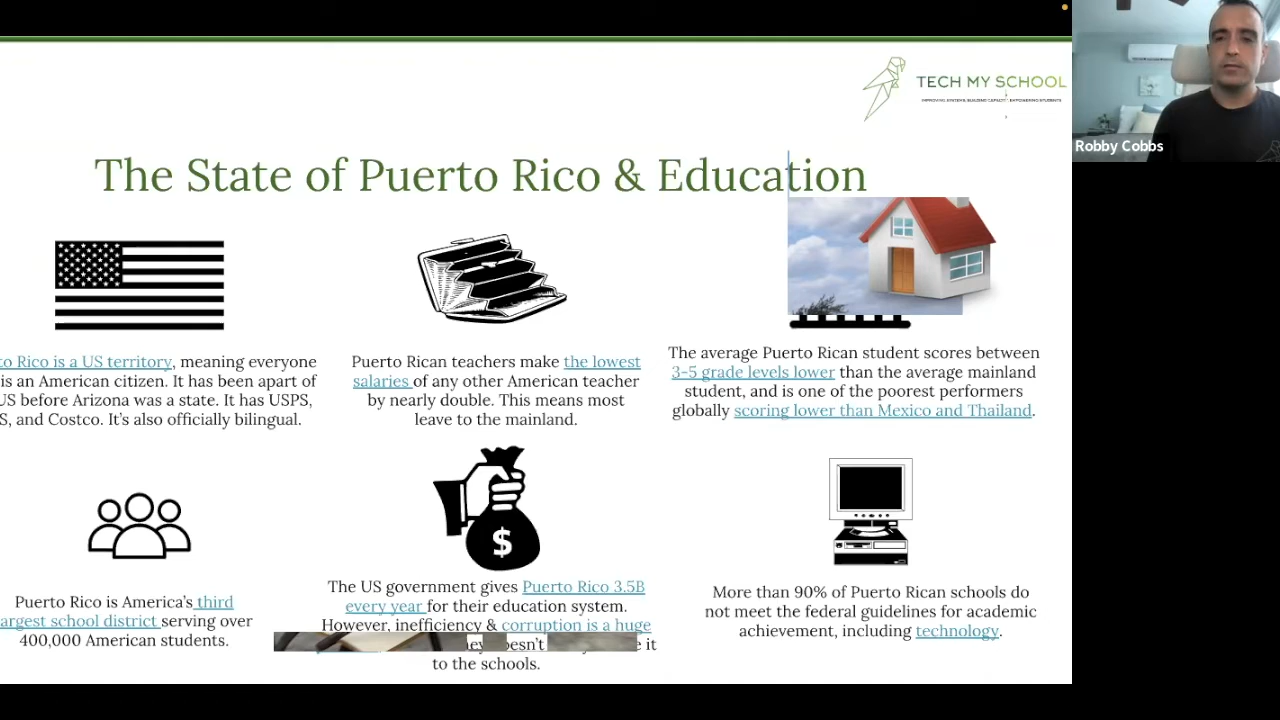 TECH MY SCHOOL
IMPROVING SYSTEMS, BUILDING CAPACITY, EMPOWERING STUDENTS
Robby Cobbs
The State of Puerto Rico & Education
to Rico is a US territory, meaning everyone
is an American citizen. It has been apart of
US before Arizona was a state. It has USPS,
S, and Costco. It's also officially bilingual.
Puerto Rican teachers make the lowest
salaries of any other American teacher
by nearly double. This means most
leave to the mainland.
The average Puerto Rican student scores between
3-5 grade levels lower than the average mainland
student, and is one of the poorest performers
globally scoring lower than Mexico and Thailand.
Puerto Rico is America's third
argest school district serving over
400,000 American students.
$
The US government gives Puerto Rico 3.5B
every year for their education system.
However, inefficiency & corruption is a huge
it
to the schools.
More than 90% of Puerto Rican schools do
not meet the federal guidelines for academic
achievement, including technology.